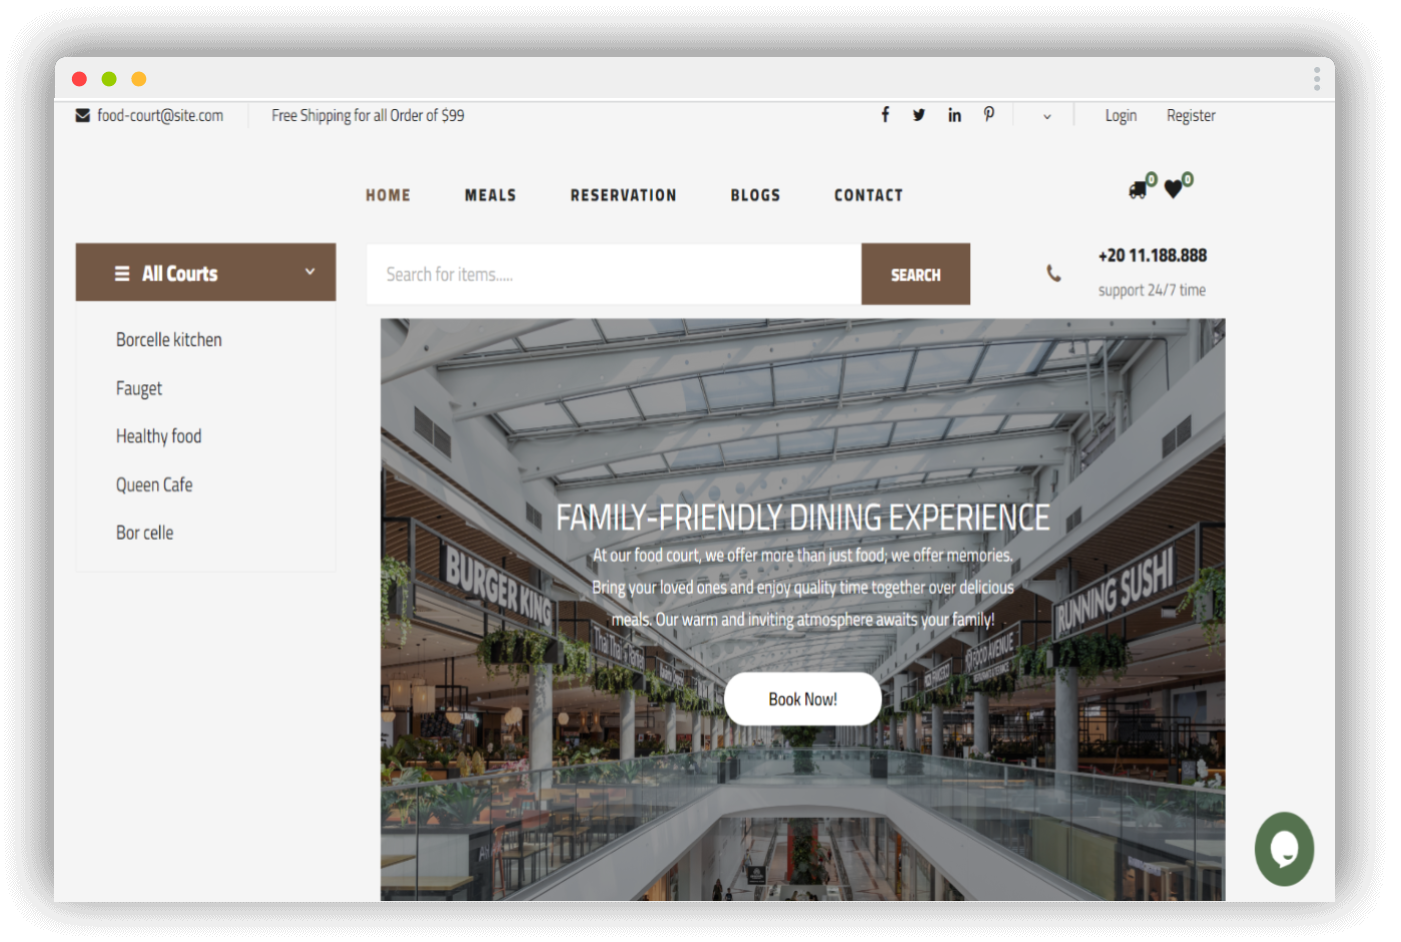 food-court@site.com
Free Shipping for all Order of $99
Login
Register
HOME
MEALS
RESERVATION
BLOGS
CONTACT
0
0
All Courts
Search for items.....
SEARCH
+20 11.188.888
support 24/7 time
Borcelle kitchen
Fauget
Healthy food
Queen Cafe
Bor celle
FAMILY-FRIENDLY DINING EXPERIENCE
At our food court, we offer more than just food; we offer memories.
Bring your loved ones and enjoy quality time together over delicious
meals. Our warm and inviting atmosphere awaits your family!
BURGER KING
RUNNING SUSHI
FOOD AVENUE
Book Now!